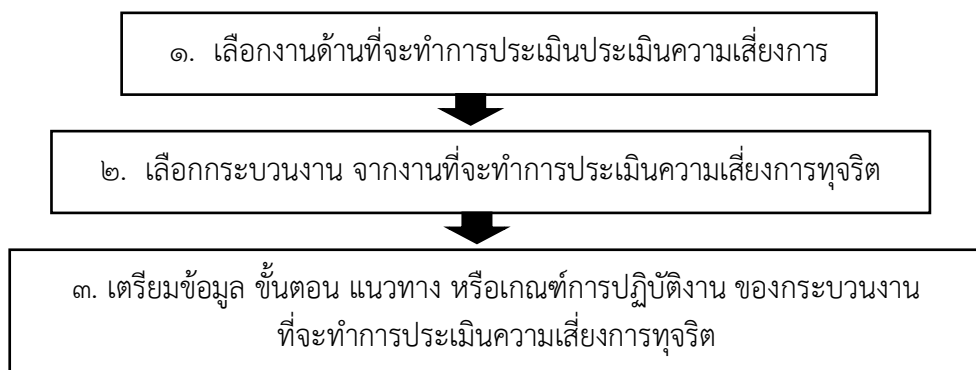 ๑. เลือกงานด้านที่จะทำการประเมินประเมินความเสี่ยงการ
๒. เลือกกระบวนงาน จากงานที่จะทำการประเมินความเสี่ยงการทุจริต
๓. เตรียมข้อมูล ขั้นตอน แนวทาง หรือเกณฑ์การปฏิบัติงาน ของกระบวนงาน
ที่จะทำการประเมินความเสี่ยงการทุจริต